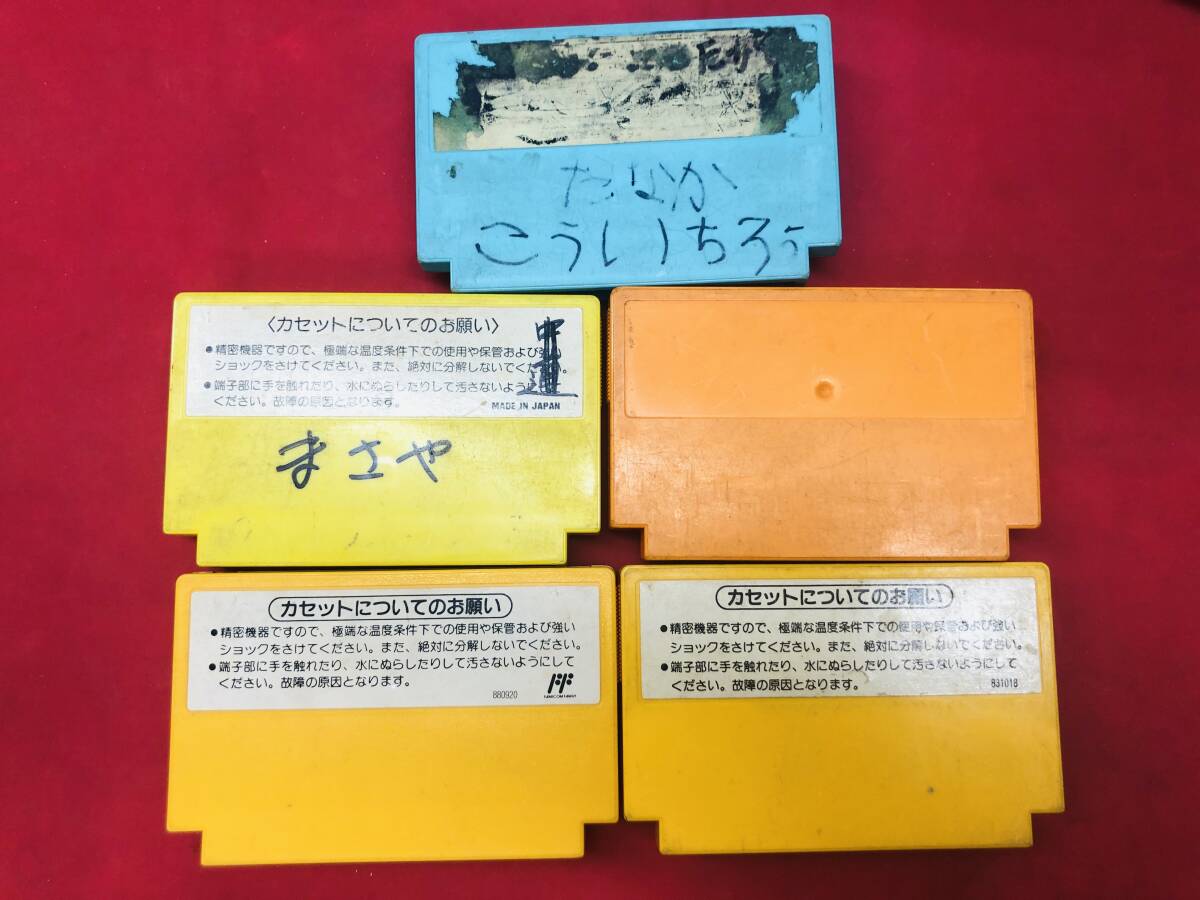 たなか
こういちろう
〈カセットについてのお願い〉
●精密機器ですので、極端な温度条件下での使用や保管および強い
ショックをさけてください。また、絶対に分解しないでください。
●端子部に手を触れたり、水にぬらしたりして汚さないように
ください。故障の原因となります。
MADE IN JAPAN
まさや
カセットについてのお願い
●精密機器ですので、極端な温度条件下での使用や保管および強い
ショックをさけてください。また、絶対に分解しないでください。
●端子部に手を触れたり、水にぬらしたりして汚さないようにして
ください。故障の原因となります。
880920
FAMICOM FAMILY
カセットについてのお願い
●精密機器ですので、極端な温度条件下での使用や保管および強い
ショックをさけてください。また、絶対に分解しないでください。
●端子部に手を触れたり、水にぬらしたりして汚さないようにして
ください。故障の原因となります。
831018